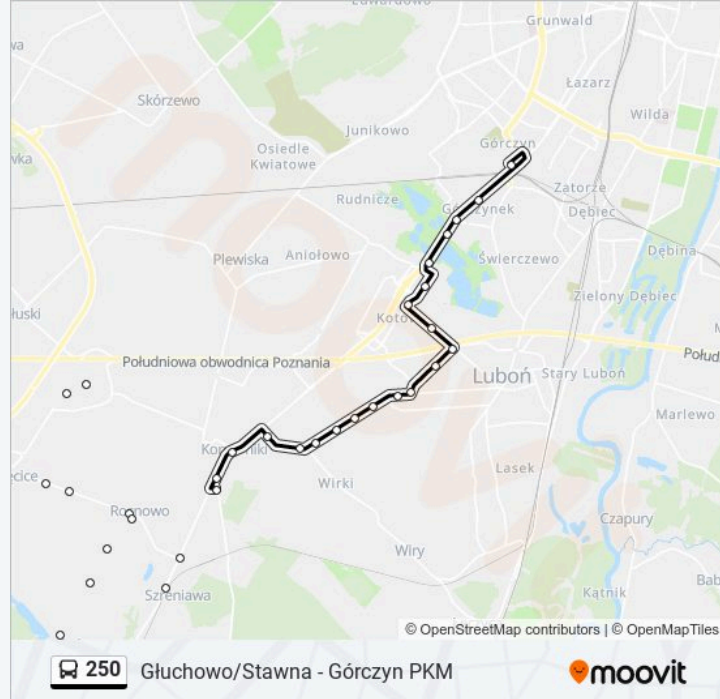 Grunwald
Łazarz
Skórzewo
Wilda
Junikowo
Osiedle
Kwiatowe
Górczyn
Zatorze
Rudnicze
Dębiec
Dębina
Plewiska
Aniołowo
Świerczewo
Zielony Dębiec
Południowa obwodnica Poznania
Luboń
Stary Luboń
Marlewo
Lasek
Wirki
Rosnowo
Czapury
Wiry
Szreniawa
Kątnik
© OpenStreetMap contributors | © OpenMapTiles
250
Głuchowo/Stawna - Górczyn PKM
moovit